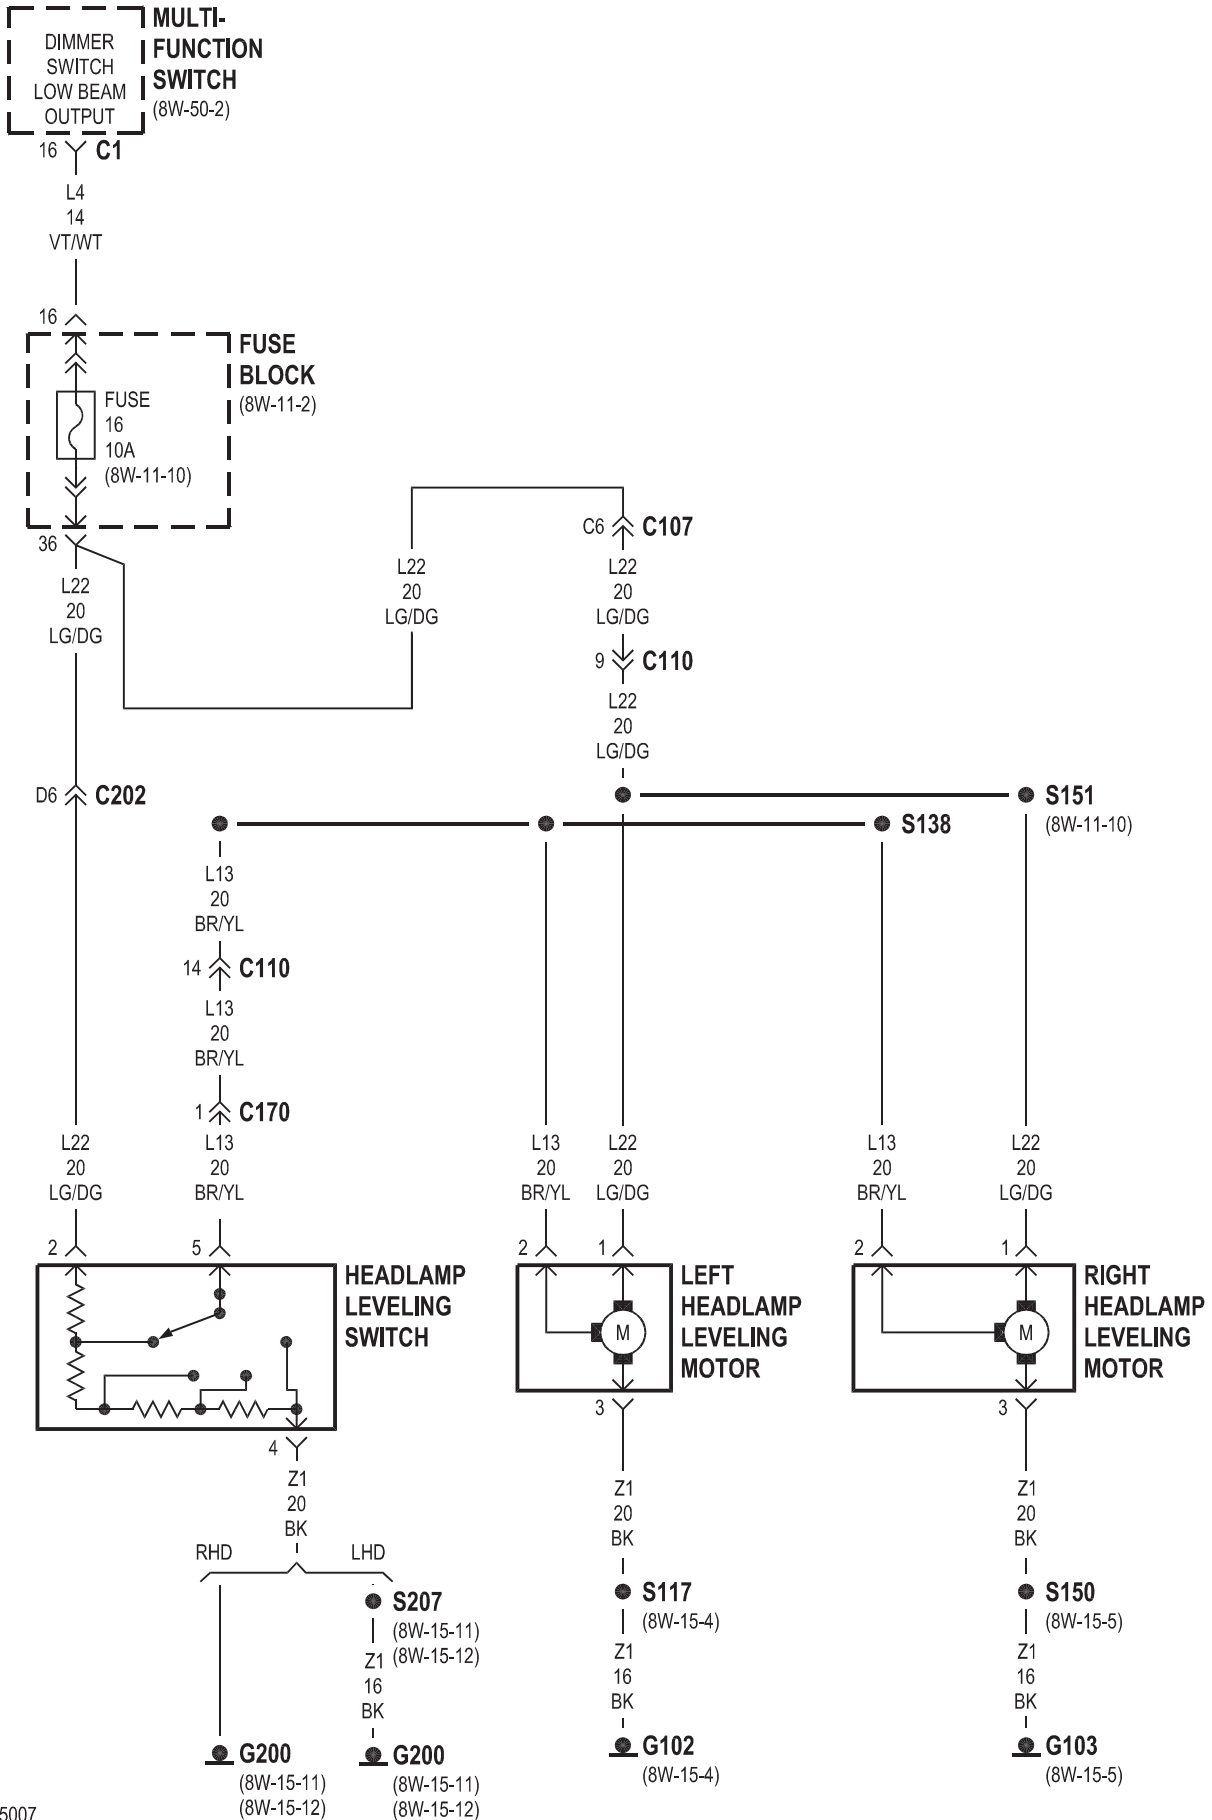 MULTI-
FUNCTION
SWITCH
(8W-50-2)
DIMMER
SWITCH
LOW BEAM
OUTPUT
16 C1
L4
14
VT/WT
16
FUSE
BLOCK
(8W-11-2)
FUSE
16
10A
(8W-11-10)
36
L22
20
LG/DG
L22
20
LG/DG
C6 C107
L22
20
LG/DG
9 C110
L22
20
LG/DG
D6 C202
S151
(8W-11-10)
S138
L13
20
BR/YL
14 C110
L13
20
BR/YL
1 C170
L22
20
LG/DG
L13
20
BR/YL
L13
20
BR/YL
L22
20
LG/DG
L13
20
BR/YL
L22
20
LG/DG
2 5 2 1 2 1
HEADLAMP
LEVELING
SWITCH
M
LEFT
HEADLAMP
LEVELING
MOTOR
M
RIGHT
HEADLAMP
LEVELING
MOTOR
4 3 3
Z1
20
BK
RHD LHD
S207
(8W-15-11)
(8W-15-12)
Z1
16
BK
G200
(8W-15-11)
(8W-15-12)
G200
(8W-15-11)
(8W-15-12)
Z1
20
BK
S117
(8W-15-4)
Z1
16
BK
G102
(8W-15-4)
Z1
20
BK
S150
(8W-15-5)
Z1
16
BK
G103
(8W-15-5)
5007